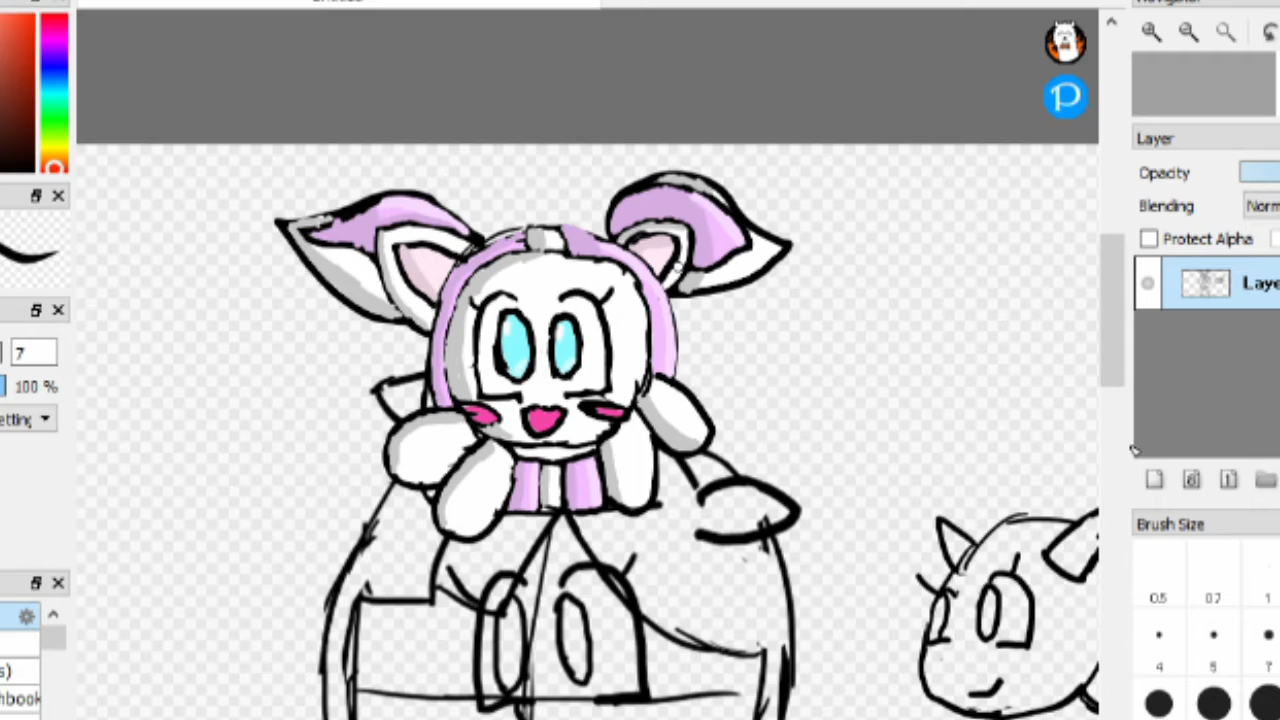 Layer
Opacity
Blending
Norm
Protect Alpha
Laye
7
100 %
etting
Brush Size
0.5
0.7
1
4
5
7
s)
hbook
P